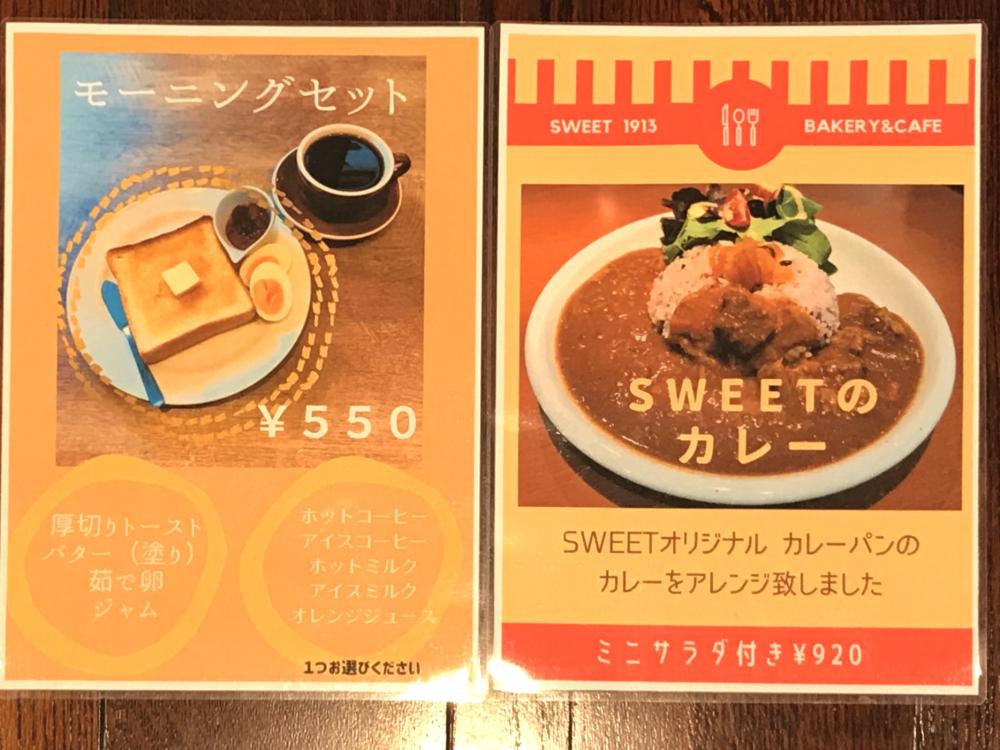 モーニングセット
¥550
厚切りトースト
バター（塗り）
茹で卵
ジャム
ホットコーヒー
アイスコーヒー
ホットミルク
アイスミルク
オレンジジュース
1つお選びください
SWEET 1913
BAKERY&CAFE
SWEETの
カレー
SWEETオリジナル カレーパンの
カレーをアレンジ致しました
ミニサラダ付き¥920